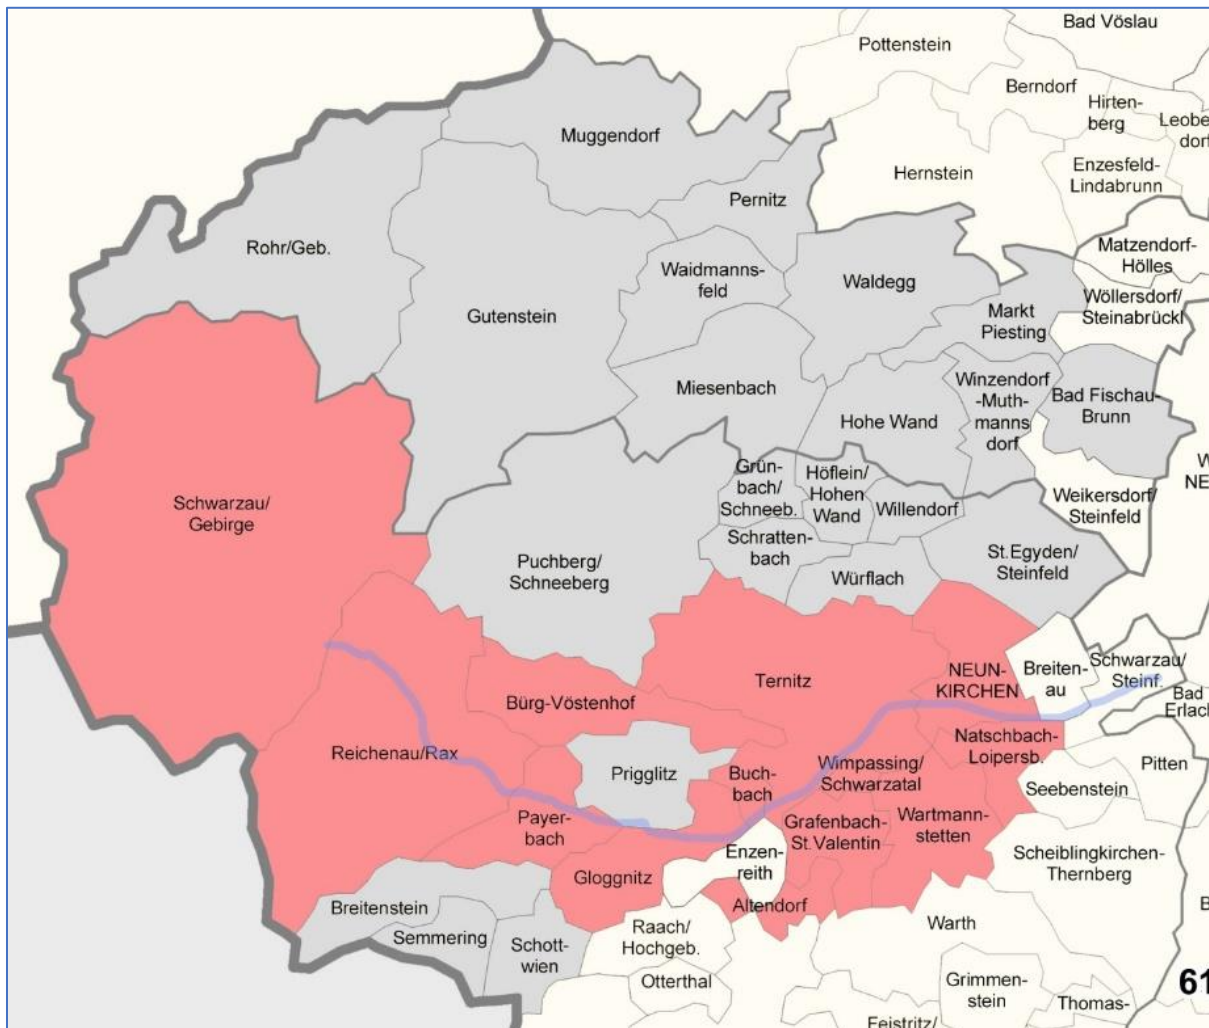 Bad Vöslau
Pottenstein
Berndorf
Hirten-
berg
Leobe
dorf
Muggendorf
Hernstein
Enzesfeld-
Lindabrunn
Pernitz
Rohr/Geb.
Matzendorf-
Hölles
Waidmanns-
feld
Waldegg
Wöllersdorf/
Steinabrückl
Gutenstein
Markt
Piesting
Miesenbach
Winzendorf
-Muth-
manns
dorf
Bad Fischau-
Brunn
Hohe Wand
W
NE
Grün-
bach/
Schneeb.
Höflein/
Hohen
Wand
Willendorf
Weikersdorf/
Steinfeld
Schwarzau/
Gebirge
Schratten-
bach
Puchberg/
Schneeberg
Würflach
St.Egyden/
Steinfeld
Ternitz
NEUN-
KIRCHEN
Breiten-
au
Schwarzau/
Steinf.
Bad
Erlach
Bürg-Vöstenhof
Reichenau/Rax
Prigglitz
Buch-
bach
Wimpassing/
Schwarzatal
Natschbach-
Loipersb.
Pitten
Seebenstein
Payer-
bach
Grafenbach-
St.Valentin
Wartmann-
stetten
Enzen-
reith
Scheiblingkirchen-
Thernberg
Gloggnitz
Altendorf
Breitenstein
Semmering
Schott-
wien
Raach/
Hochgeb.
Warth
B
Otterthal
Grimmen-
stein
Thomas-
61
Feistritz/